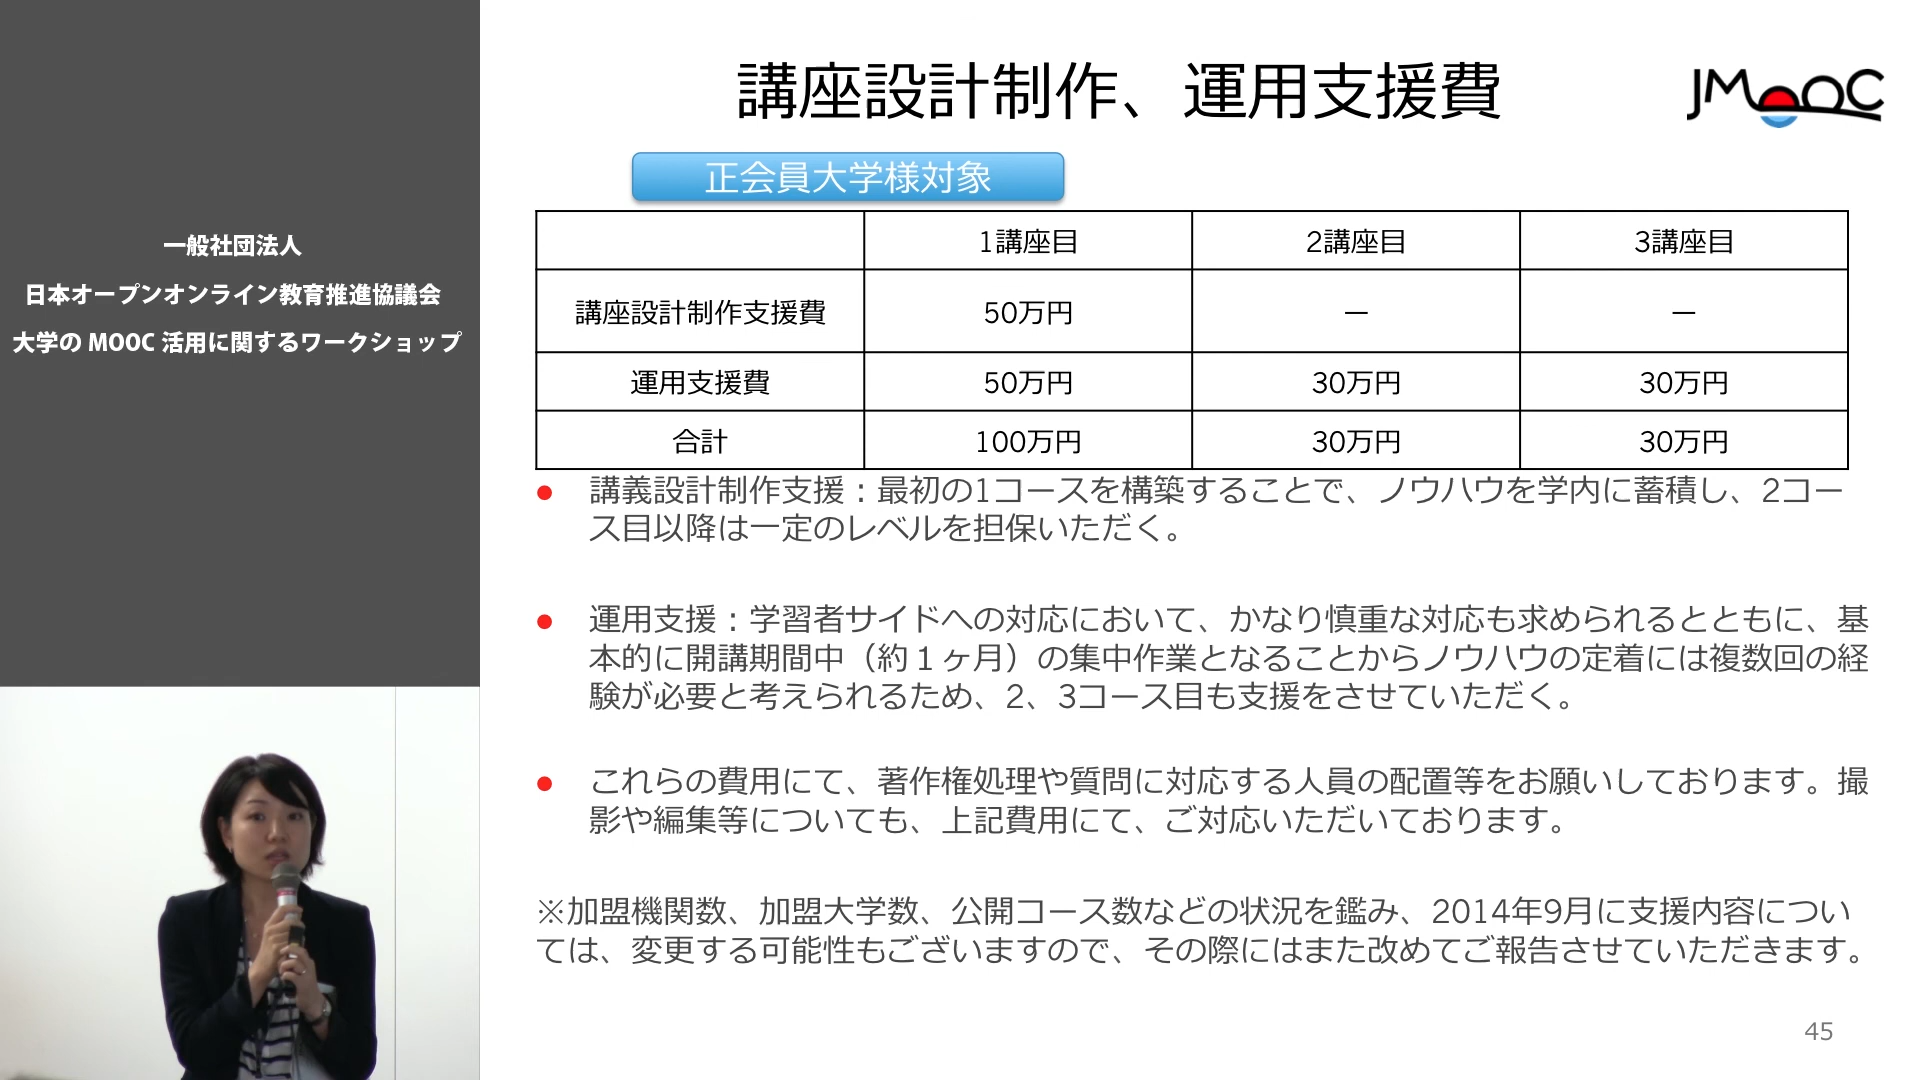 一般社団法人
日本オープンオンライン教育推進協議会
大学の MOOC 活用に関するワークショップ
講座設計制作、運用支援費
JMOOC
正会員大学様対象
1講座目 2講座目 3講座目
講座設計制作支援費 50万円 ー ー
運用支援費 50万円 30万円 30万円
合計 100万円 30万円 30万円
● 講義設計制作支援：最初の1コースを構築することで、ノウハウを学内に蓄積し、2コー
ス目以降は一定のレベルを担保いただく。
● 運用支援：学習者サイドへの対応において、かなり慎重な対応も求められるとともに、基
本的に開講期間中（約１ヶ月）の集中作業となることからノウハウの定着には複数回の経
験が必要と考えられるため、2、3コース目も支援をさせていただく。
● これらの費用にて、著作権処理や質問に対応する人員の配置等をお願いしております。撮
影や編集等についても、上記費用にて、ご対応いただいております。
※加盟機関数、加盟大学数、公開コース数などの状況を鑑み、2014年9月に支援内容につい
ては、変更する可能性もございますので、その際にはまた改めてご報告させていただきます。
45